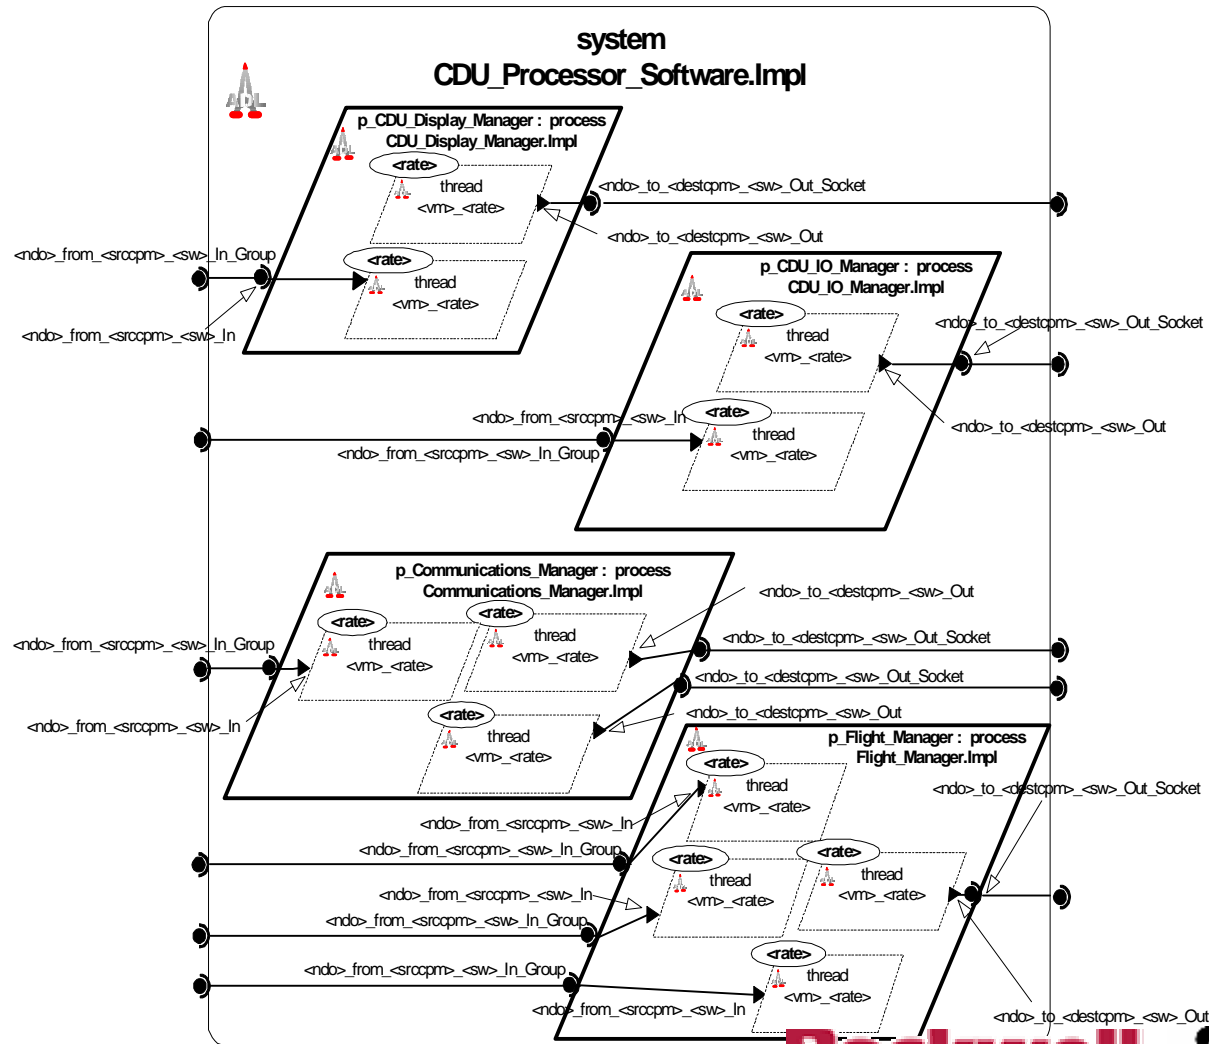 system
CDU_Processor_Software.Impl
p_CDU_Display_Manager : process
CDU_Display_Manager.Impl
<rate>
thread
<vm>_<rate>
<ndo>_to_<destcpm>_<sw>_Out_Socket
<ndo>_to_<destcpm>_<sw>_Out
<ndo>_from_<srccpm>_<sw>_In_Group
<rate>
thread
<vm>_<rate>
<ndo>_from_<srccpm>_<sw>_In
p_CDU_IO_Manager : process
CDU_IO_Manager.Impl
<rate>
thread
<vm>_<rate>
<ndo>_to_<destcpm>_<sw>_Out_Socket
<ndo>_to_<destcpm>_<sw>_Out
<ndo>_from_<srccpm>_<sw>_In
<rate>
thread
<vm>_<rate>
<ndo>_from_<srccpm>_<sw>_In_Group
p_Communications_Manager : process
Communications_Manager.Impl
<ndo>_to_<destcpm>_<sw>_Out
<rate>
thread
<vm>_<rate>
<rate>
thread
<vm>_<rate>
<ndo>_from_<srccpm>_<sw>_In_Group
<ndo>_to_<destcpm>_<sw>_Out_Socket
<ndo>_to_<destcpm>_<sw>_Out_Socket
<ndo>_from_<srccpm>_<sw>_In
<rate>
thread
<vm>_<rate>
<ndo>_to_<destcpm>_<sw>_Out
p_Flight_Manager : process
Flight_Manager.Impl
<rate>
thread
<vm>_<rate>
<ndo>_to_<destcpm>_<sw>_Out_Socket
<ndo>_from_<srccpm>_<sw>_In
<ndo>_from_<srccpm>_<sw>_In_Group
<rate>
thread
<vm>_<rate>
<rate>
thread
<vm>_<rate>
<ndo>_from_<srccpm>_<sw>_In
<ndo>_from_<srccpm>_<sw>_In_Group
<ndo>_from_<srccpm>_<sw>_In_Group
<rate>
thread
<vm>_<rate>
<ndo>_from_<srccpm>_<sw>_In
<ndo>_to_<destcpm>_<sw>_Out